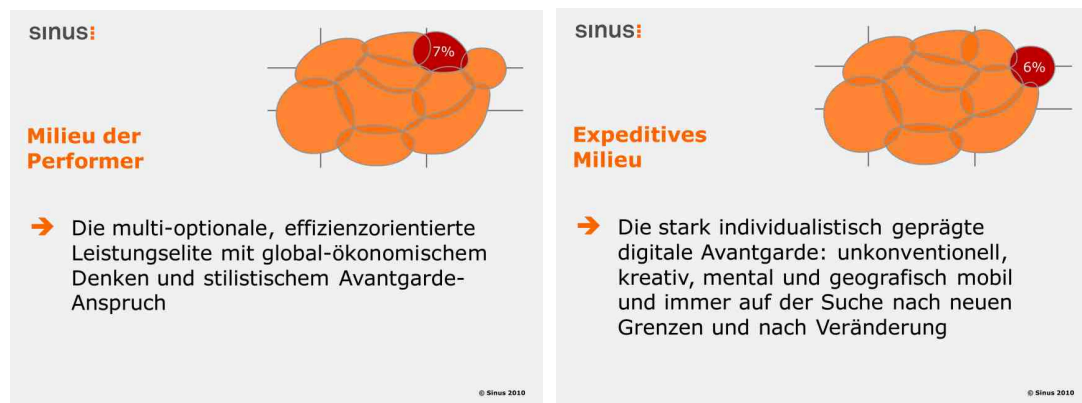 sinus:
7%
Milieu der
Performer
➔ Die multi-optionale, effizienzorientierte
Leistungselite mit global-ökonomischem
Denken und stilistischem Avantgarde-
Anspruch
© Sinus 2010
sinus:
6%
Expeditives
Milieu
➔ Die stark individualistisch geprägte
digitale Avantgarde: unkonventionell,
kreativ, mental und geografisch mobil
und immer auf der Suche nach neuen
Grenzen und nach Veränderung
© Sinus 2010